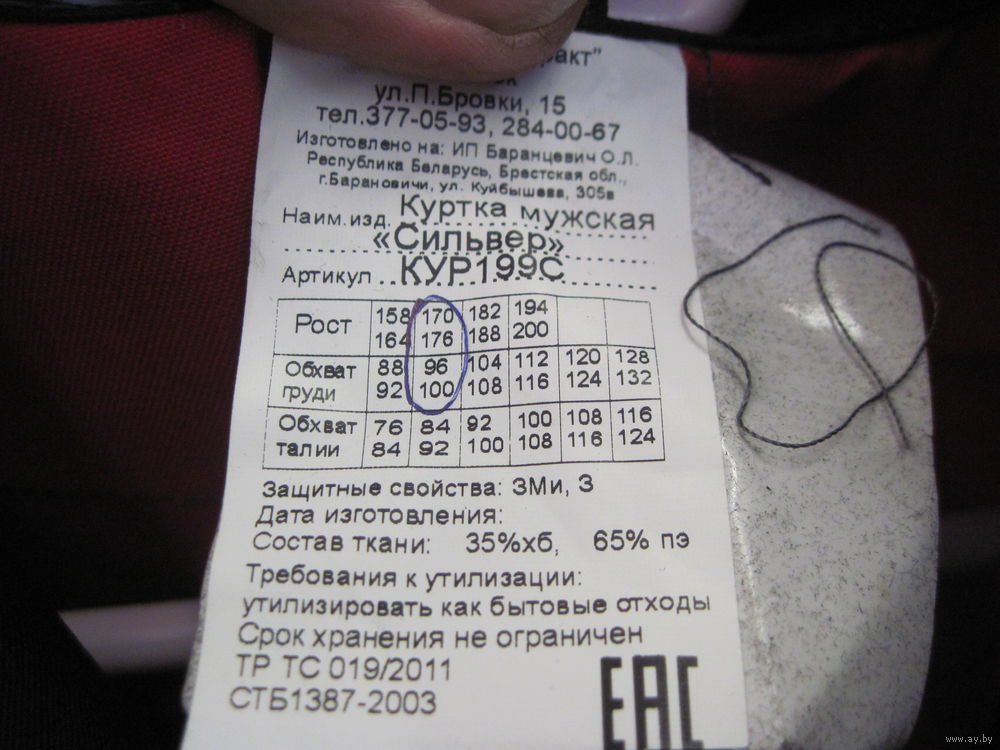 ул.П.Бровки, 15
тел.377-05-93, 284-00-67
Изготовлено на: ИП Баранцевич О.Л.
Республика Беларусь, Брестская обл.,
г.Барановичи, ул. Куйбышева, 305в
Наим.изд. Куртка мужская
«Сильвер»
Артикул КУР199С
Рост 158 170 182 194
164 176 188 200
Обхват 88 96 104 112 120 128
груди 92 100 108 116 124 132
Обхват 76 84 92 100 108 116
талии 84 92 100 108 116 124
Защитные свойства: ЗМи, З
Дата изготовления:
Состав ткани: 35%хб, 65% пэ
Требования к утилизации:
утилизировать как бытовые отходы
Срок хранения не ограничен
ТР ТС 019/2011
СТБ1387-2003
EAC
www.ay.by